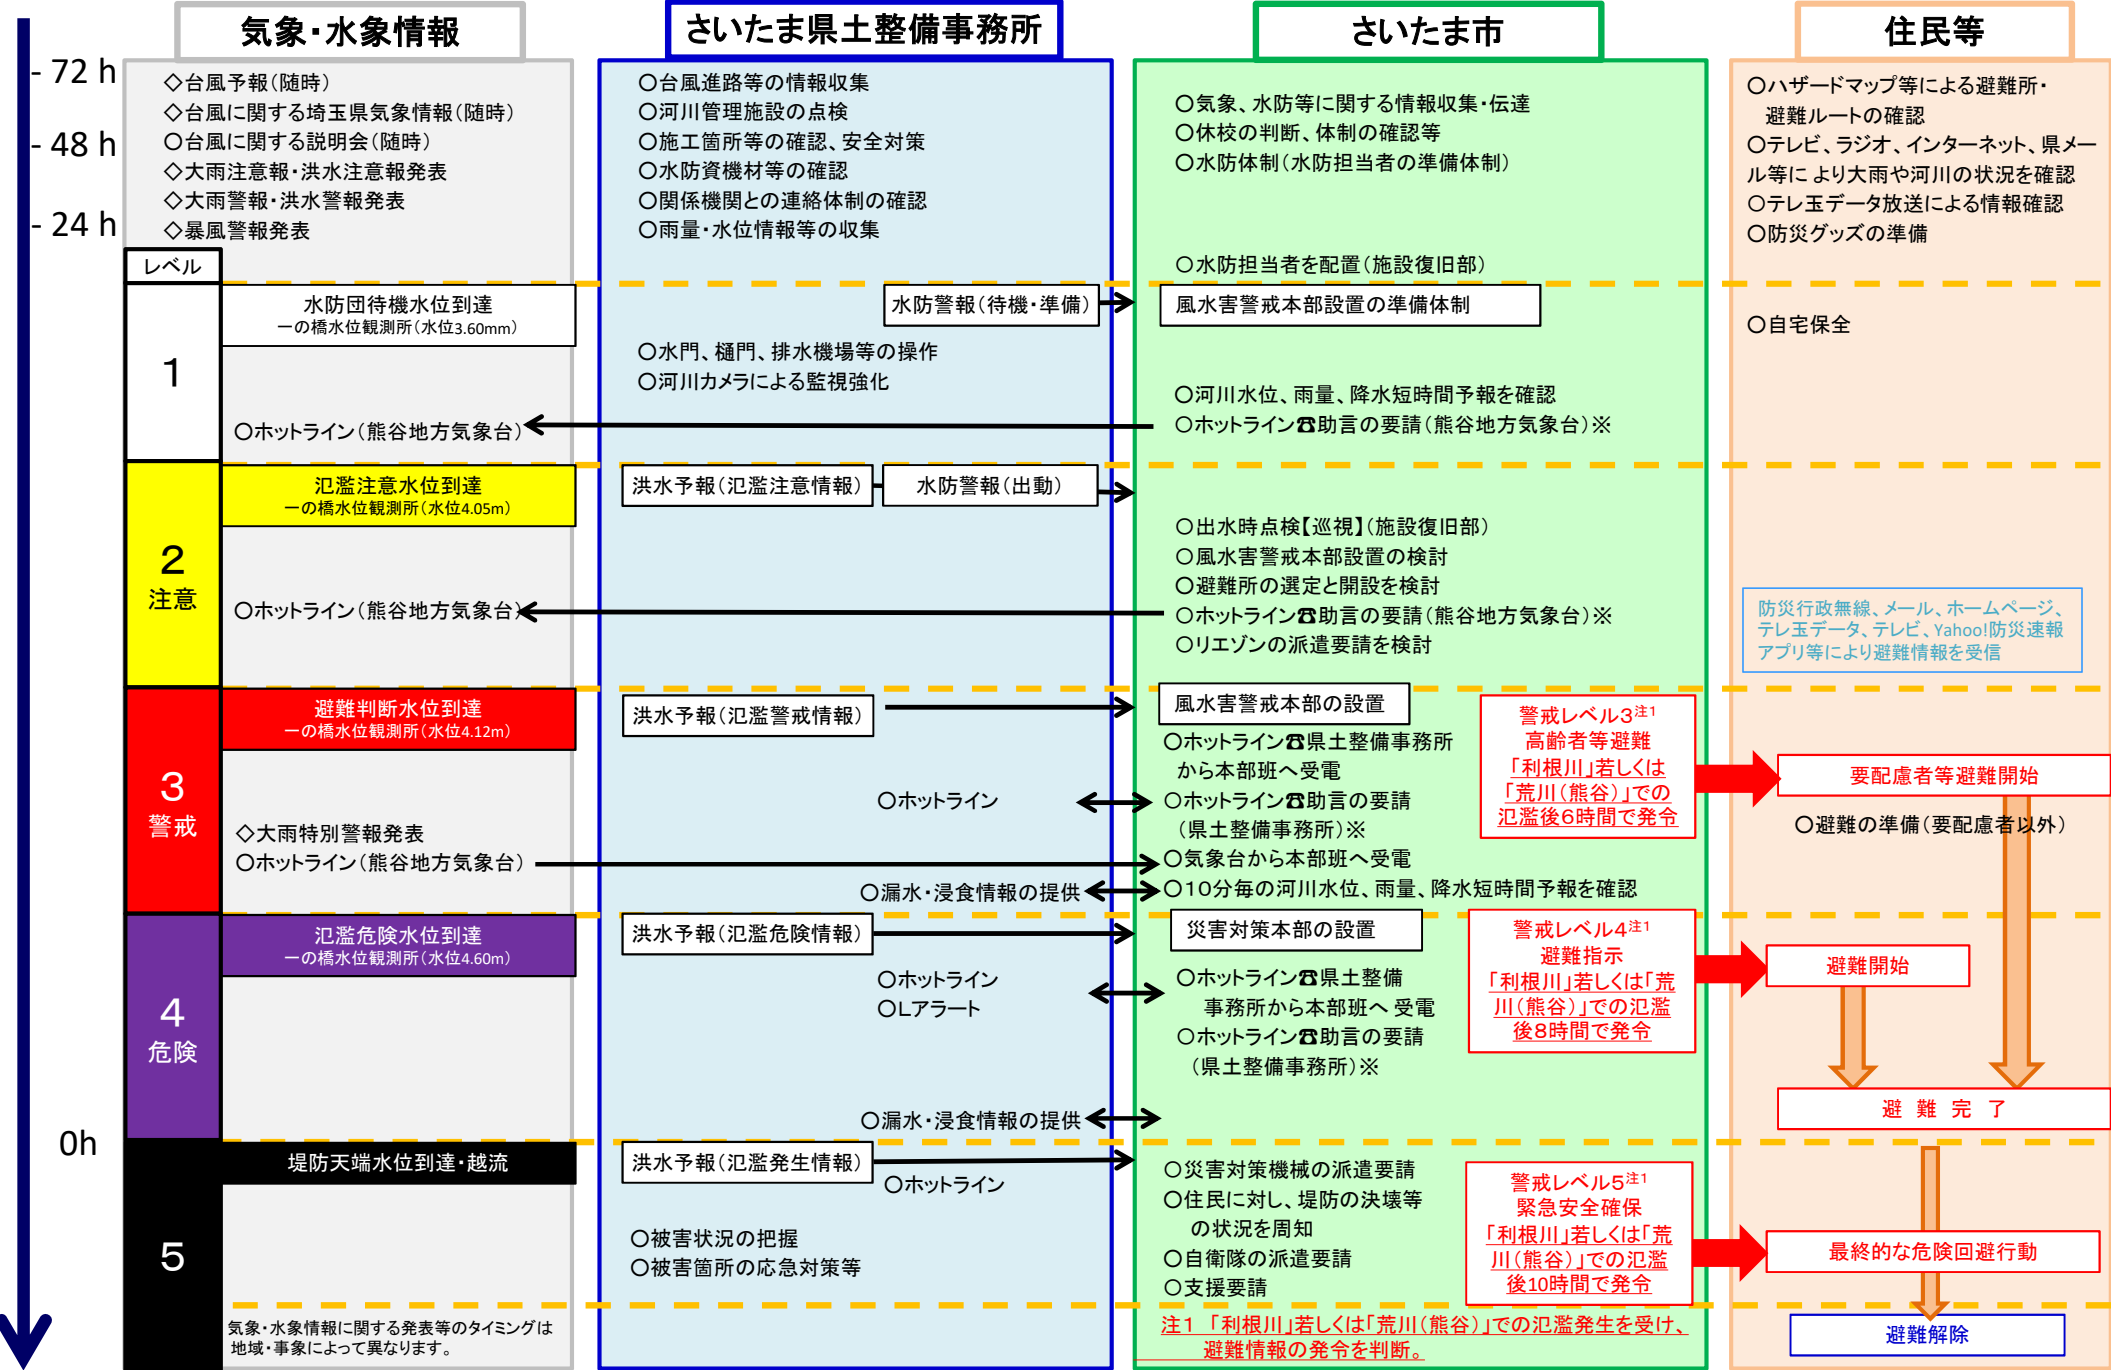 気象・水象情報
さいたま県土整備事務所
さいたま市
住民等
- 72 h
- 48 h
- 24 h
0h
◇台風予報(随時)
◇台風に関する埼玉県気象情報(随時)
○台風に関する説明会(随時)
◇大雨注意報・洪水注意報発表
◇大雨警報・洪水警報発表
◇暴風警報発表
○台風進路等の情報収集
○河川管理施設の点検
○施工箇所等の確認、安全対策
○水防資機材等の確認
○関係機関との連絡体制の確認
○雨量・水位情報等の収集
○気象、水防等に関する情報収集・伝達
○休校の判断、体制の確認等
○水防体制(水防担当者の準備体制)
○水防担当者を配置(施設復旧部)
○ハザードマップ等による避難所・
避難ルートの確認
○テレビ、ラジオ、インターネット、県メー
ル等により大雨や河川の状況を確認
○テレ玉データ放送による情報確認
○防災グッズの準備
レベル
1
水防団待機水位到達
一の橋水位観測所(水位3.60mm)
○ホットライン(熊谷地方気象台)
水防警報(待機・準備)
○水門、樋門、排水機場等の操作
○河川カメラによる監視強化
風水害警戒本部設置の準備体制
○河川水位、雨量、降水短時間予報を確認
○ホットライン☎助言の要請(熊谷地方気象台)※
○自宅保全
2
注意
氾濫注意水位到達
一の橋水位観測所(水位4.05m)
○ホットライン(熊谷地方気象台)
洪水予報(氾濫注意情報)
水防警報(出動)
○出水時点検【巡視】(施設復旧部)
○風水害警戒本部設置の検討
○避難所の選定と開設を検討
○ホットライン☎助言の要請(熊谷地方気象台)※
○リエゾンの派遣要請を検討
防災行政無線、メール、ホームページ、
テレ玉データ、テレビ、Yahoo!防災速報
アプリ等により避難情報を受信
3
警戒
避難判断水位到達
一の橋水位観測所(水位4.12m)
◇大雨特別警報発表
○ホットライン(熊谷地方気象台)
洪水予報(氾濫警戒情報)
○ホットライン
○漏水・浸食情報の提供
風水害警戒本部の設置
○ホットライン☎県土整備事務所
から本部班へ受電
○ホットライン☎助言の要請
(県土整備事務所)※
○気象台から本部班へ受電
○10分毎の河川水位、雨量、降水短時間予報を確認
警戒レベル3注1
高齢者等避難
「利根川」若しくは
「荒川(熊谷)」での
氾濫後6時間で発令
要配慮者等避難開始
○避難の準備(要配慮者以外)
4
危険
氾濫危険水位到達
一の橋水位観測所(水位4.60m)
洪水予報(氾濫危険情報)
○ホットライン
○Lアラート
○漏水・浸食情報の提供
災害対策本部の設置
○ホットライン☎県土整備
事務所から本部班へ 受電
○ホットライン☎助言の要請
(県土整備事務所)※
警戒レベル4注1
避難指示
「利根川」若しくは「荒
川(熊谷)」での氾濫
後8時間で発令
避難開始
避 難 完 了
5
堤防天端水位到達・越流
気象・水象情報に関する発表等のタイミングは
地域・事象によって異なります。
洪水予報(氾濫発生情報)
○ホットライン
○被害状況の把握
○被害箇所の応急対策等
○災害対策機械の派遣要請
○住民に対し、堤防の決壊等
の状況を周知
○自衛隊の派遣要請
○支援要請
警戒レベル5注1
緊急安全確保
「利根川」若しくは「荒
川(熊谷)」での氾濫
後10時間で発令
注1 「利根川」若しくは「荒川(熊谷)」での氾濫発生を受け、
避難情報の発令を判断。
最終的な危険回避行動
避難解除